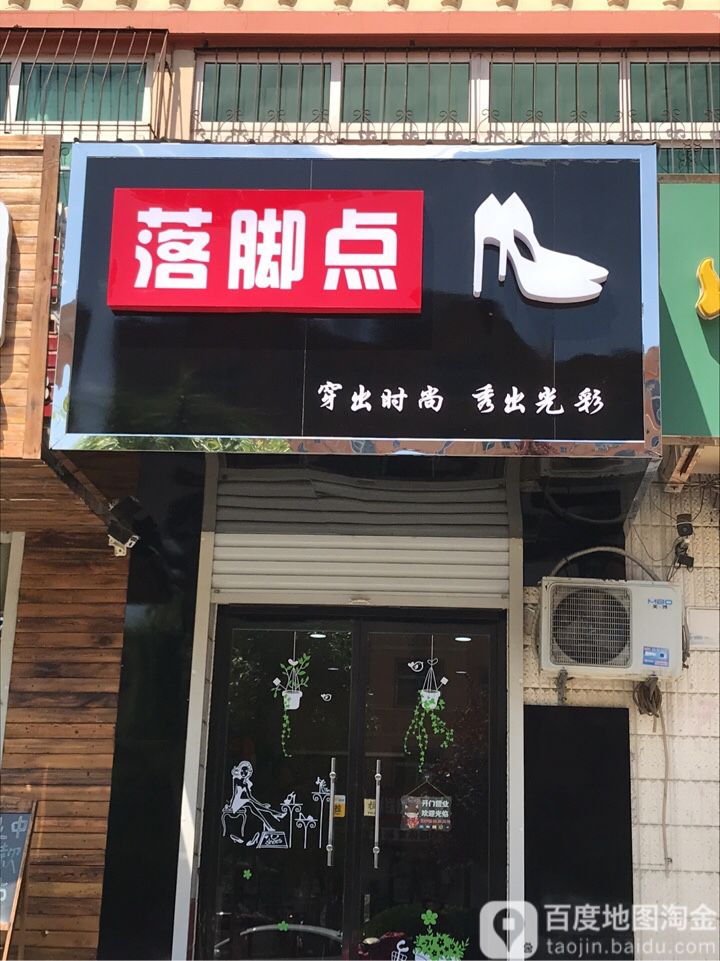 落脚点
穿出时尚 秀出光彩
开门营业
欢迎光临
百度地图淘金
taojin.baidu.com